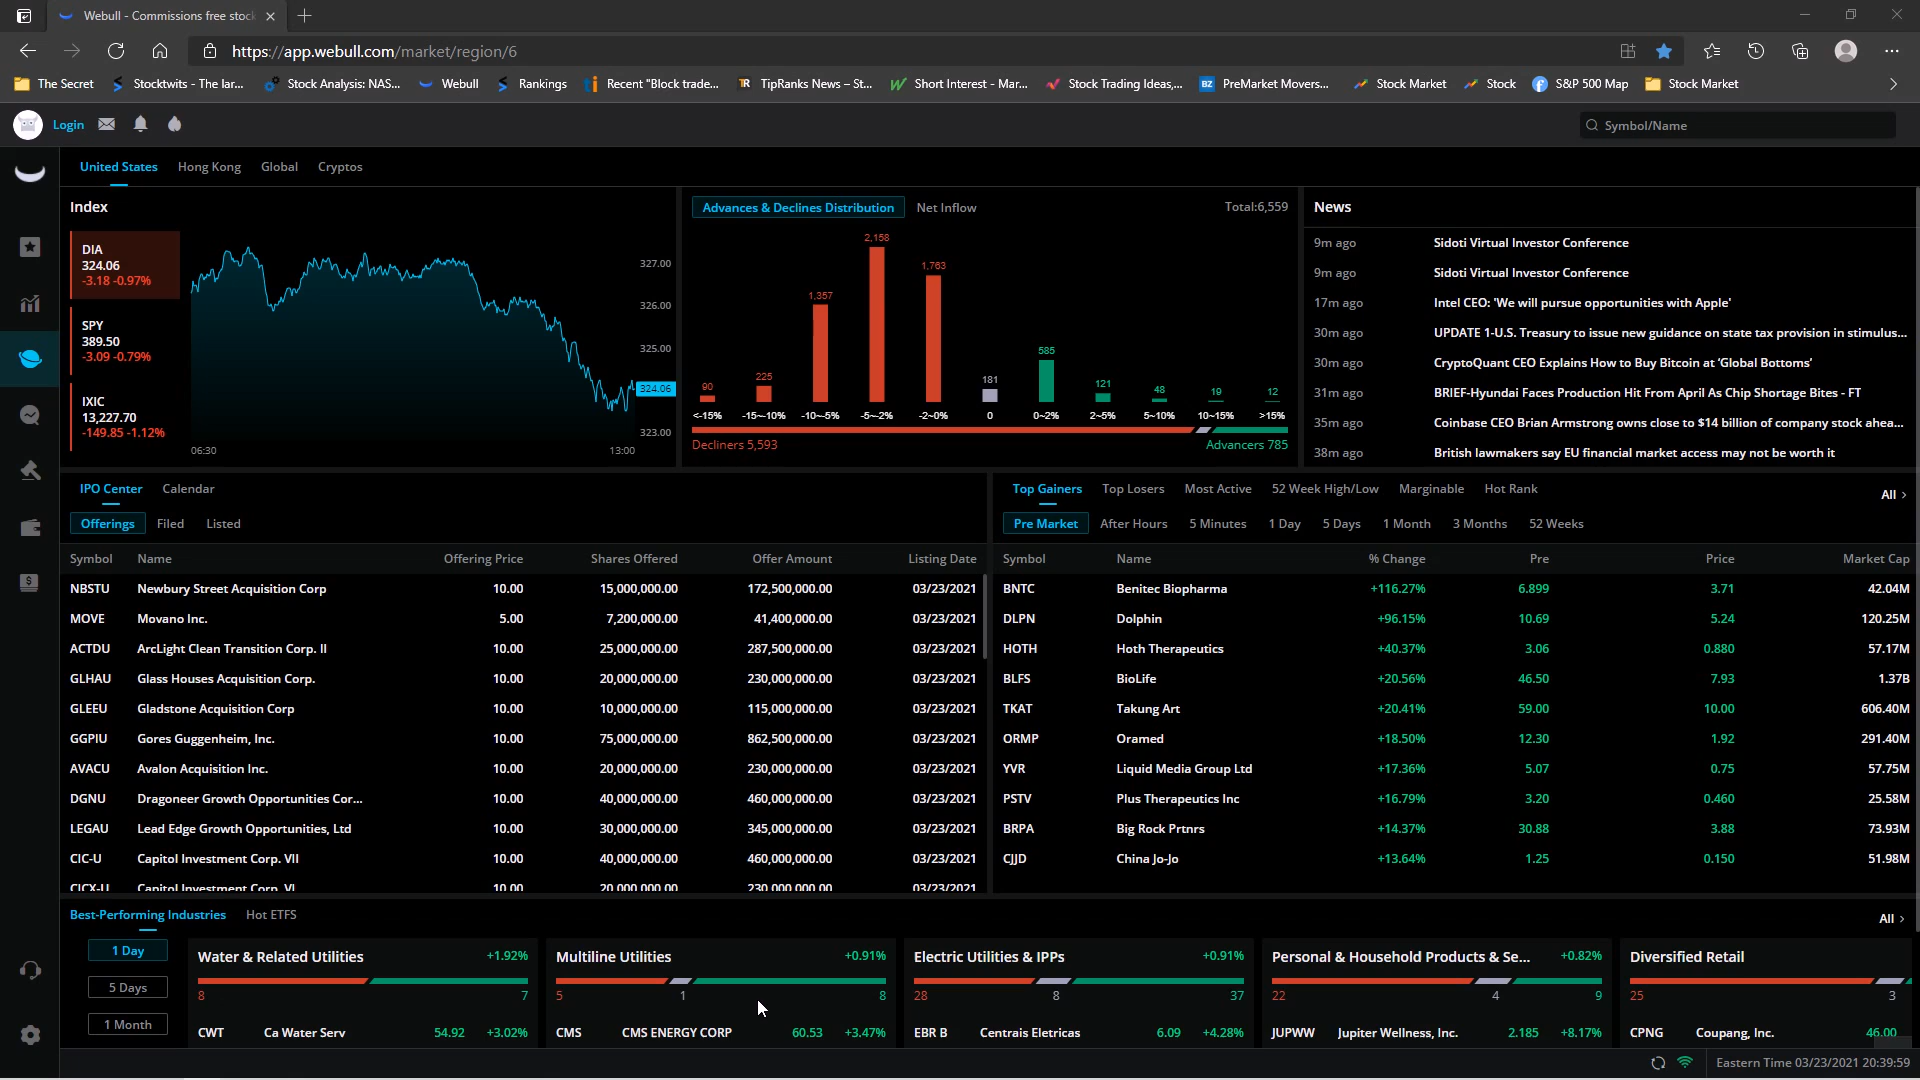 Webull - Commissions free stoc
https://app.webull.com/market/region/6
The Secret
Stocktwits - The lar...
Stock Analysis: NAS...
Webull
Rankings
Recent "Block trade...
TipRanks News – St...
Short Interest - Mar...
Stock Trading Ideas,...
PreMarket Movers...
Stock Market
Stock
S&P 500 Map
Stock Market
Login
Symbol/Name
United States Hong Kong Global Cryptos
Index
DIA
324.06
-3.18 -0.97%
SPY
389.50
-3.09 -0.79%
IXIC
13,227.70
-149.85 -1.12%
327.00
326.00
325.00
324.06
323.00
06:30 13:00
Advances & Declines Distribution Net Inflow Total:6,559
90 225 1,357 2,158 1,763 181 585 121 48 19 12
<-15% -15~-10% -10~-5% -5~-2% -2~0% 0 0~2% 2~5% 5~10% 10~15% >15%
Decliners 5,593 Advancers 785
News
9m ago Sidoti Virtual Investor Conference
9m ago Sidoti Virtual Investor Conference
17m ago Intel CEO: 'We will pursue opportunities with Apple'
30m ago UPDATE 1-U.S. Treasury to issue new guidance on state tax provision in stimulus...
30m ago CryptoQuant CEO Explains How to Buy Bitcoin at ‘Global Bottoms’
31m ago BRIEF-Hyundai Faces Production Hit From April As Chip Shortage Bites - FT
35m ago Coinbase CEO Brian Armstrong owns close to $14 billion of company stock ahea...
38m ago British lawmakers say EU financial market access may not be worth it
IPO Center Calendar
Offerings Filed Listed
Symbol Name Offering Price Shares Offered Offer Amount Listing Date
NBSTU Newbury Street Acquisition Corp 10.00 15,000,000.00 172,500,000.00 03/23/2021
MOVE Movano Inc. 5.00 7,200,000.00 41,400,000.00 03/23/2021
ACTDU ArcLight Clean Transition Corp. II 10.00 25,000,000.00 287,500,000.00 03/23/2021
GLHAU Glass Houses Acquisition Corp. 10.00 20,000,000.00 230,000,000.00 03/23/2021
GLEEU Gladstone Acquisition Corp 10.00 10,000,000.00 115,000,000.00 03/23/2021
GGPIU Gores Guggenheim, Inc. 10.00 75,000,000.00 862,500,000.00 03/23/2021
AVACU Avalon Acquisition Inc. 10.00 20,000,000.00 230,000,000.00 03/23/2021
DGNU Dragoneer Growth Opportunities Cor... 10.00 40,000,000.00 460,000,000.00 03/23/2021
LEGAU Lead Edge Growth Opportunities, Ltd 10.00 30,000,000.00 345,000,000.00 03/23/2021
CIC-U Capitol Investment Corp. VII 10.00 40,000,000.00 460,000,000.00 03/23/2021
CICX-U Capitol Investment Corp. VI 10.00 20,000,000.00 230,000,000.00 03/23/2021
Top Gainers Top Losers Most Active 52 Week High/Low Marginable Hot Rank All
Pre Market After Hours 5 Minutes 1 Day 5 Days 1 Month 3 Months 52 Weeks
Symbol Name % Change Pre Price Market Cap
BNTC Benitec Biopharma +116.27% 6.899 3.71 42.04M
DLPN Dolphin +96.15% 10.69 5.24 120.25M
HOTH Hoth Therapeutics +40.37% 3.06 0.880 57.17M
BLFS BioLife +20.56% 46.50 7.93 1.37B
TKAT Takung Art +20.41% 59.00 10.00 606.40M
ORMP Oramed +18.50% 12.30 1.92 291.40M
YVR Liquid Media Group Ltd +17.36% 5.07 0.75 57.75M
PSTV Plus Therapeutics Inc +16.79% 3.20 0.460 25.58M
BRPA Big Rock Prtnrs +14.37% 30.88 3.88 73.93M
CJJD China Jo-Jo +13.64% 1.25 0.150 51.98M
Best-Performing Industries Hot ETFS All
1 Day
5 Days
1 Month
Water & Related Utilities +1.92%
8 7
CWT Ca Water Serv 54.92 +3.02%
Multiline Utilities +0.91%
5 1 8
CMS CMS ENERGY CORP 60.53 +3.47%
Electric Utilities & IPPs +0.91%
28 8 37
EBR B Centrais Eletricas 6.09 +4.28%
Personal & Household Products & Se... +0.82%
22 4 9
JUPWW Jupiter Wellness, Inc. 2.185 +8.17%
Diversified Retail
25 3
CPNG Coupang, Inc. 46.00
Eastern Time 03/23/2021 20:39:59